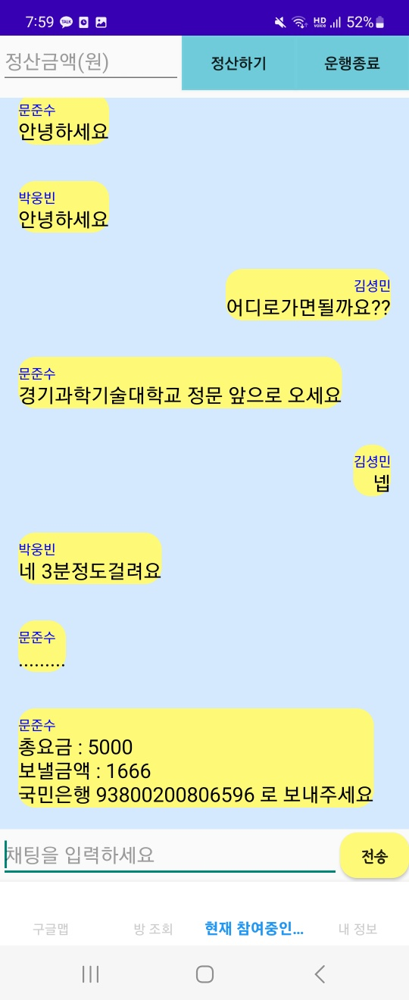 7:59 TALK HD voice 52%
정산금액(원) 정산하기 운행종료
문준수
안녕하세요
박웅빈
안녕하세요
김셩민
어디로가면될까요??
문준수
경기과학기술대학교 정문 앞으로 오세요
김셩민
넵
박웅빈
네 3분정도걸려요
문준수
.........
문준수
총요금 : 5000
보낼금액 : 1666
국민은행 93800200806596 로 보내주세요
채팅을 입력하세요 전송
구글맵 방 조회 현재 참여중인... 내 정보